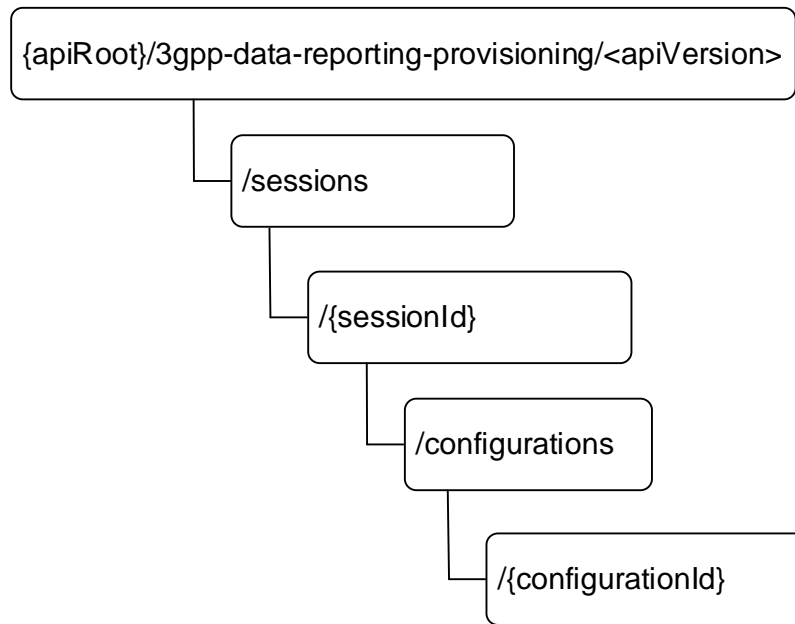 {apiRoot}/3gpp-data-reporting-provisioning/<apiVersion>
/sessions
/{sessionId}
/configurations
/{configurationId}